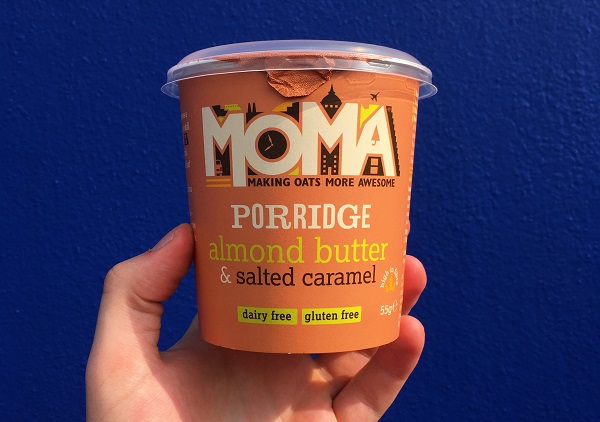 MOMA
MAKING OATS MORE AWESOME
PORRIDGE
almond butter
& salted caramel
dairy free gluten free
55g e